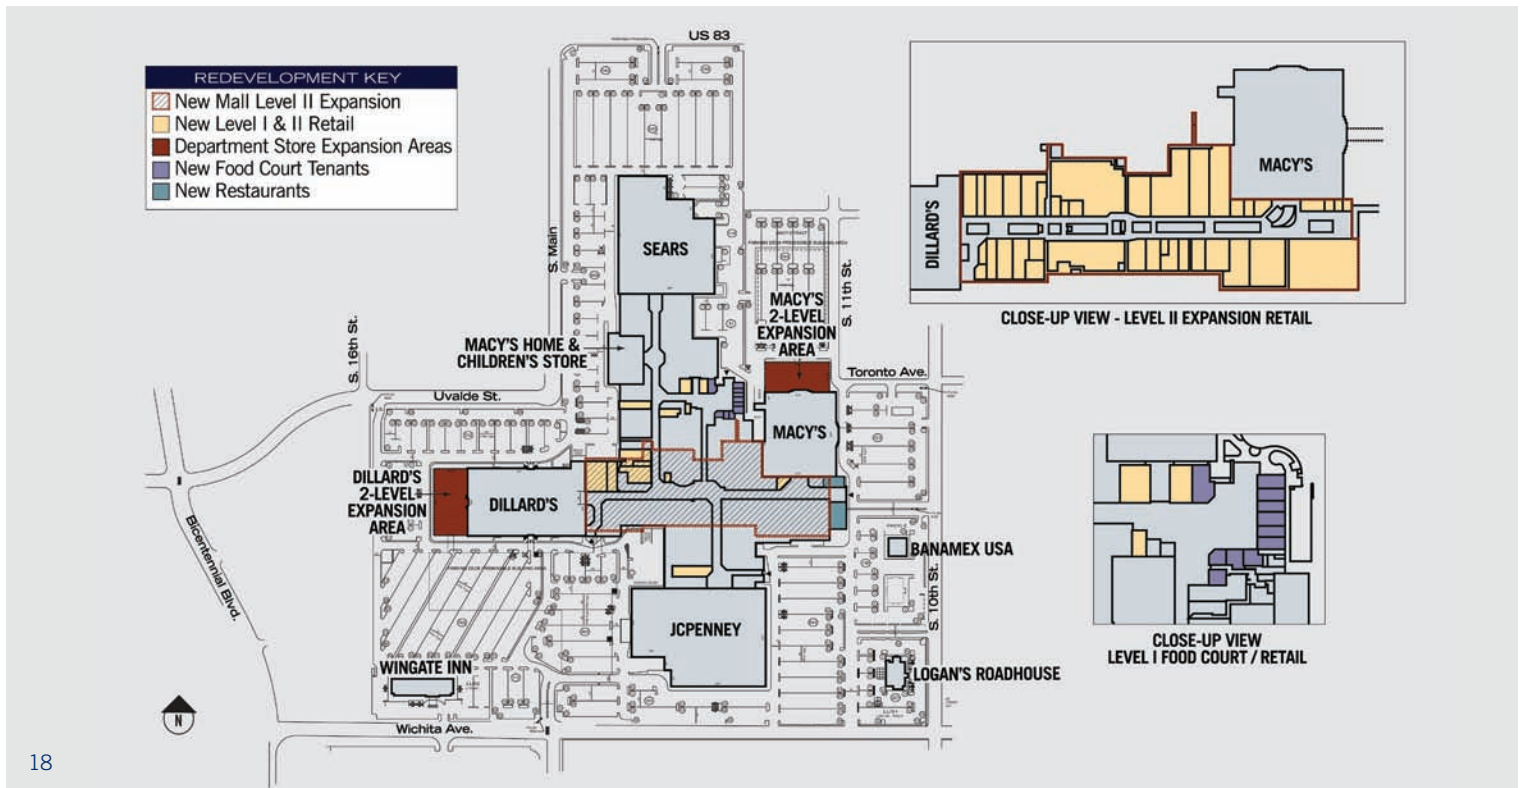 US 83
REDEVELOPMENT KEY
New Mall Level II Expansion
New Level I & II Retail
Department Store Expansion Areas
New Food Court Tenants
New Restaurants
MACY'S
DILLARD'S
CLOSE-UP VIEW - LEVEL II EXPANSION RETAIL
S. Main
SEARS
S. 11th St.
MACY'S
2-LEVEL
EXPANSION
AREA
S. 16th St.
MACY'S HOME &
CHILDREN'S STORE
Toronto Ave.
Uvalde St.
MACY'S
DILLARD'S
2-LEVEL
EXPANSION
AREA
DILLARD'S
Bicentennial Blvd.
BANAMEX USA
S. 10th St.
JCPENNEY
CLOSE-UP VIEW
LEVEL I FOOD COURT / RETAIL
WINGATE INN
LOGAN'S ROADHOUSE
N
Wichita Ave.
18